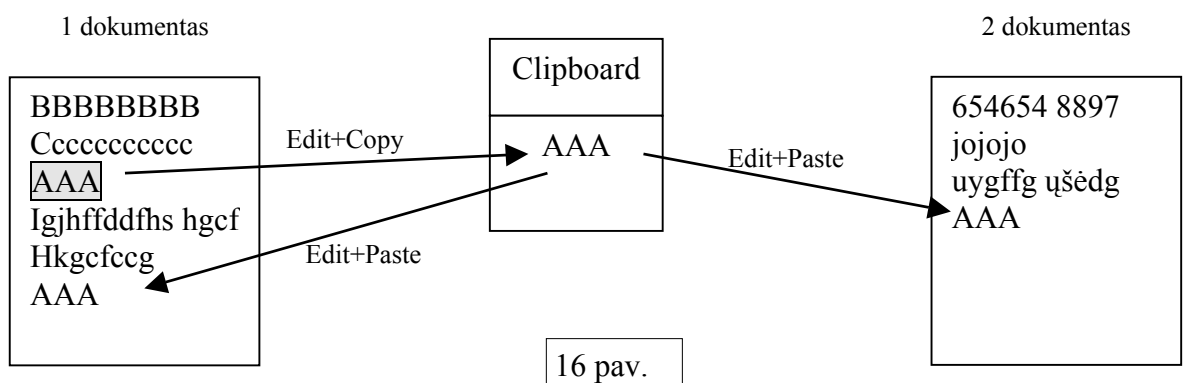 1 dokumentas
BBBBBBBB
Cccccccccccc
AAA
Igjhffddfhs hgcf
Hkgcfccg
AAA
Edit+Copy
Edit+Paste
Clipboard
AAA
Edit+Paste
2 dokumentas
654654 8897
jojojo
uygffg ųšėdg
AAA
16 pav.